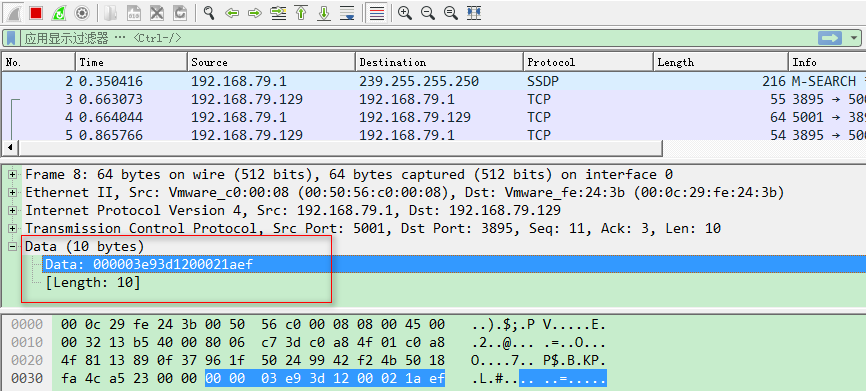 应用显示过滤器 … <Ctrl-/>
No. Time Source Destination Protocol Length Info
2 0.350416 192.168.79.1 239.255.255.250 SSDP 216 M-SEARCH
3 0.663073 192.168.79.129 192.168.79.1 TCP 55 3895 → 500
4 0.664044 192.168.79.1 192.168.79.129 TCP 64 5001 → 389
5 0.865766 192.168.79.129 192.168.79.1 TCP 54 3895 → 500
Frame 8: 64 bytes on wire (512 bits), 64 bytes captured (512 bits) on interface 0
Ethernet II, Src: Vmware_c0:00:08 (00:50:56:c0:00:08), Dst: Vmware_fe:24:3b (00:0c:29:fe:24:3b)
Internet Protocol Version 4, Src: 192.168.79.1, Dst: 192.168.79.129
Transmission Control Protocol, Src Port: 5001, Dst Port: 3895, Seq: 11, Ack: 3, Len: 10
Data (10 bytes)
Data: 000003e93d1200021aef
[Length: 10]
0000 00 0c 29 fe 24 3b 00 50 56 c0 00 08 08 00 45 00 ..).$;.P V.....E.
0010 00 32 13 b5 40 00 80 06 c7 3d c0 a8 4f 01 c0 a8 .2..@... .=..O...
0020 4f 81 13 89 0f 37 96 1f 50 24 99 42 f2 4b 50 18 O....7.. P$.B.KP.
0030 fa 4c a5 23 00 00 00 00 03 e9 3d 12 00 02 1a ef .L.#.... ..=.....